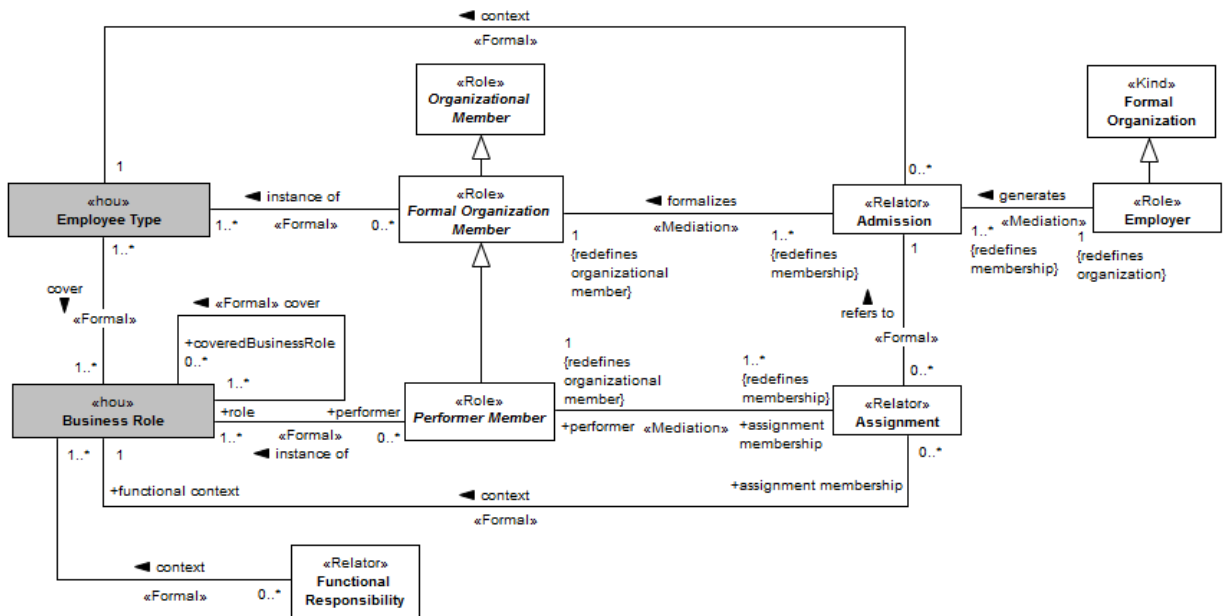 ◄ context
«Formal»
«Role»
Organizational
Member
«Kind»
Formal
Organization
1
0..*
«hou»
Employee Type
◄ instance of
1..*
«Formal»
0..*
«Role»
Formal Organization
Member
◄ formalizes
«Mediation»
1
{redefines
organizational
member}
1..*
{redefines
membership}
«Relator»
Admission
◄ generates
«Mediation»
1..*
{redefines
membership}
1
{redefines
organization}
«Role»
Employer
1..*
cover
▼
«Formal»
1..*
◄ «Formal» cover
+coveredBusinessRole
0..*
1..*
1
▲
refers to
«Formal»
0..*
«hou»
Business Role
+role
1..*
+performer
0..*
«Formal»
◄ instance of
«Role»
Performer Member
1
{redefines
organizational
member}
+performer
«Mediation»
1..*
{redefines
membership}
+assignment
membership
«Relator»
Assignment
1..*
1
+functional context
◄ context
«Formal»
0..*
+assignment membership
◄ context
«Formal»
0..*
«Relator»
Functional
Responsibility